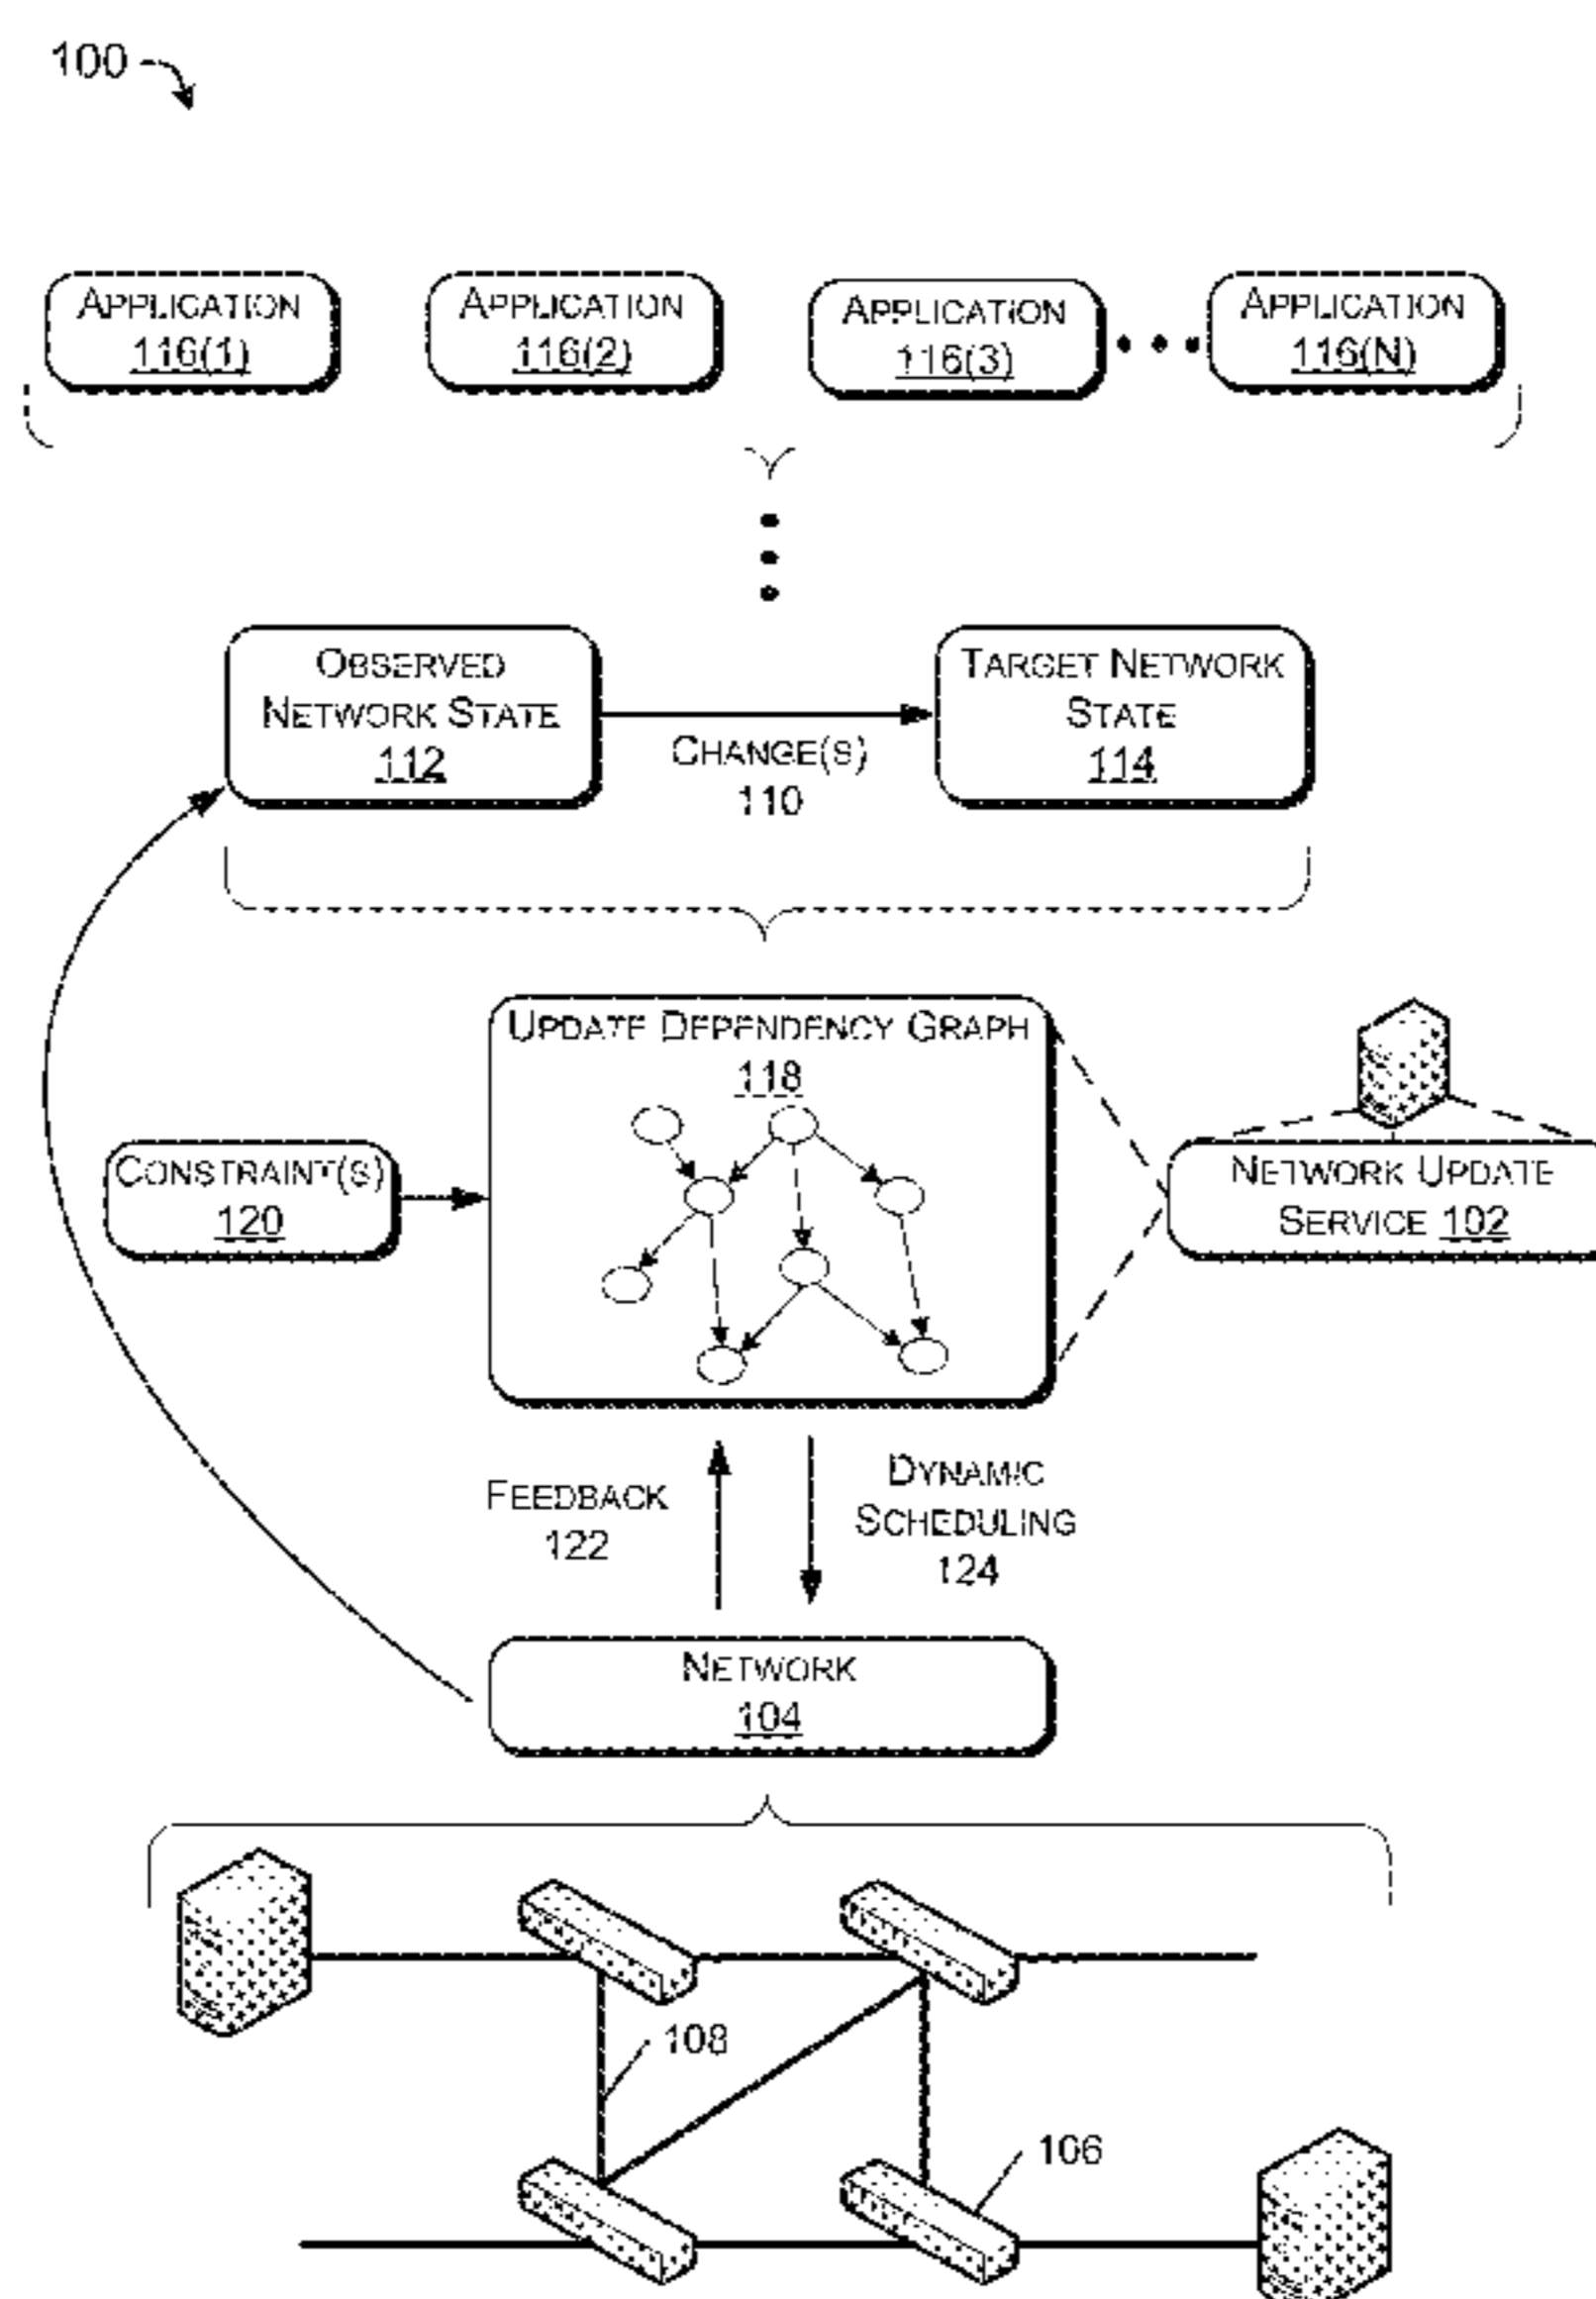 100
APPLICATION
116(1)
APPLICATION
116(2)
APPLICATION
116(3)
APPLICATION
116(N)
OBSERVED
NETWORK STATE
112
CHANGE(S)
110
TARGET NETWORK
STATE
114
UPDATE DEPENDENCY GRAPH
118
CONSTRAINT(S)
120
NETWORK UPDATE
SERVICE 102
FEEDBACK
122
DYNAMIC
SCHEDULING
124
NETWORK
104
108
106